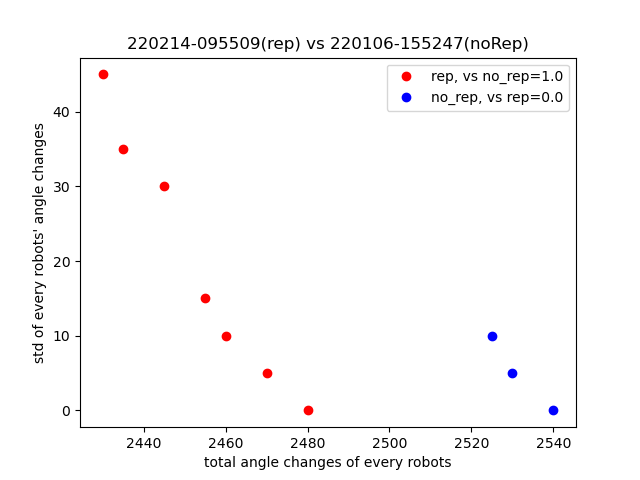 220214-095509(rep) vs 220106-155247(noRep)
rep, vs no_rep=1.0
no_rep, vs rep=0.0
std of every robots' angle changes
40
30
20
10
0
2440 2460 2480 2500 2520 2540
total angle changes of every robots